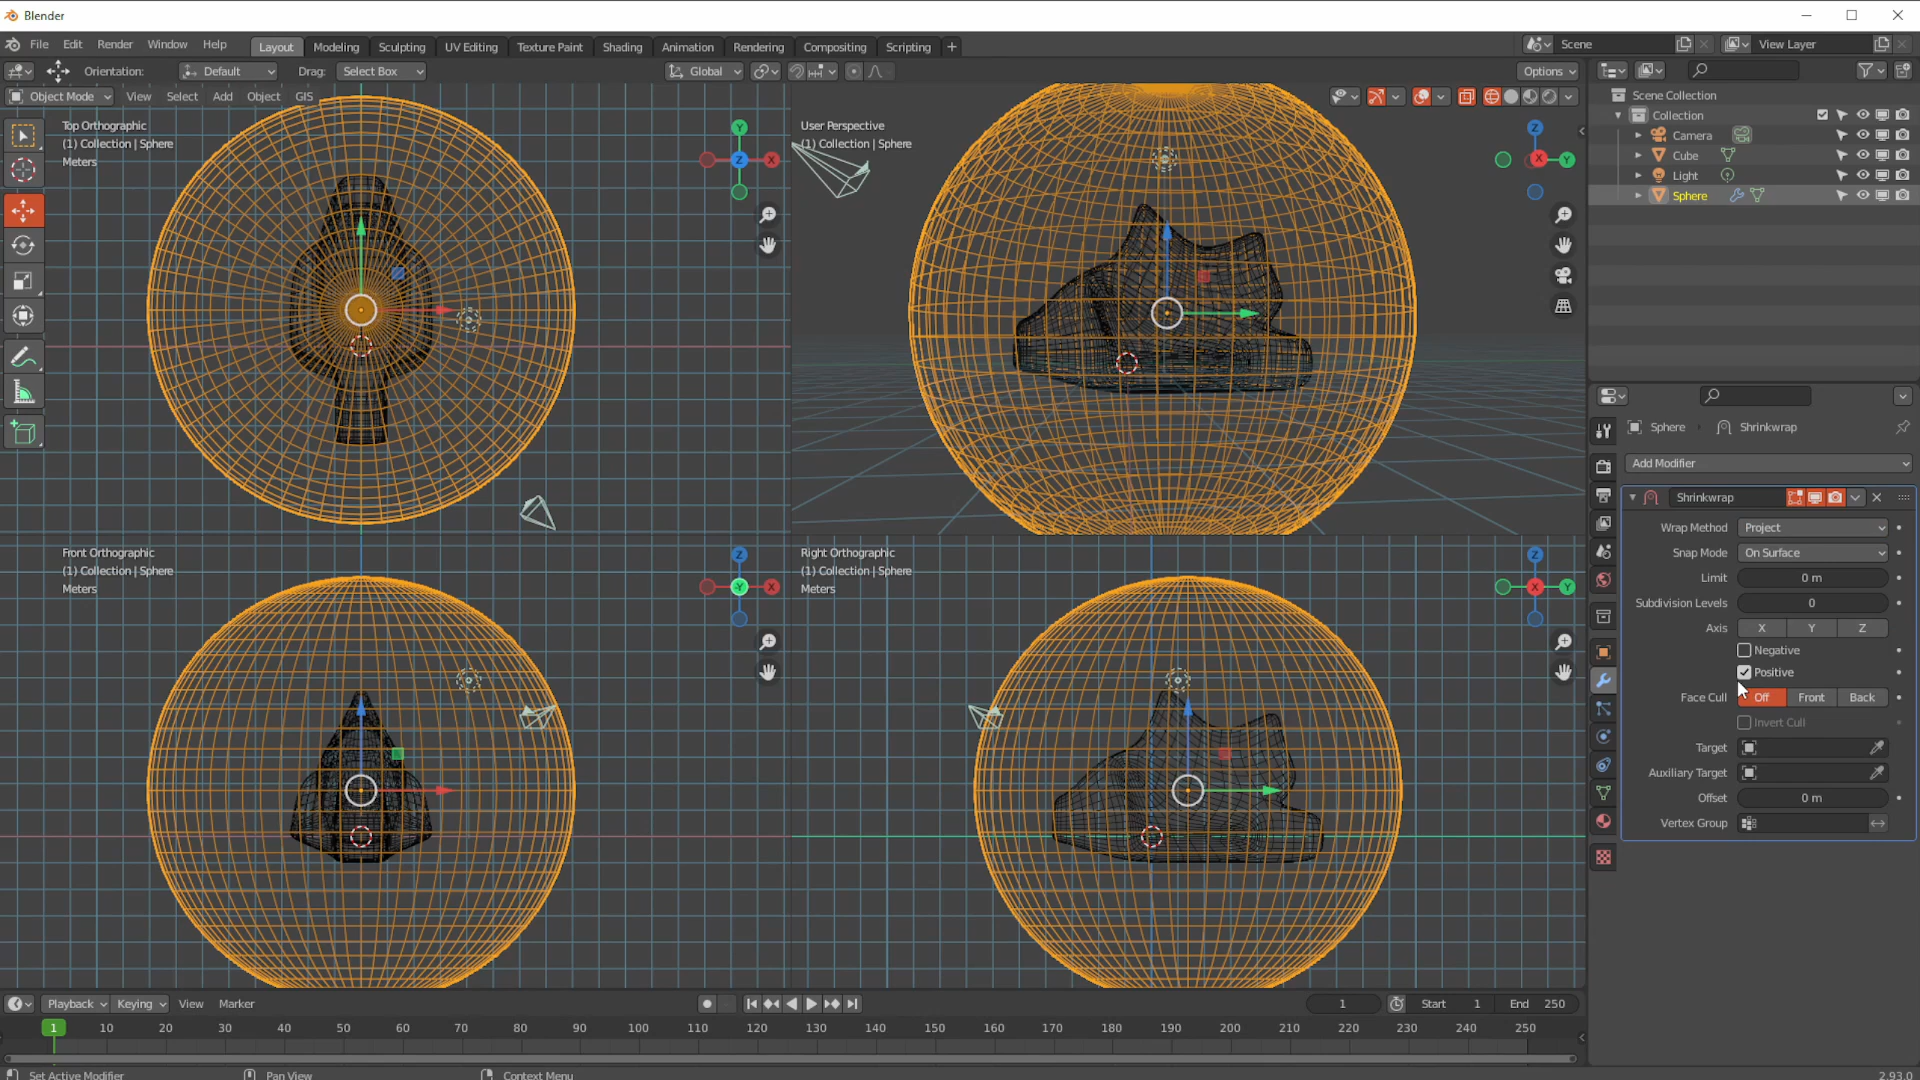 Blender
File Edit Render Window Help
Layout Modeling Sculpting UV Editing Texture Paint Shading Animation Rendering Compositing Scripting +
Scene
View Layer
Orientation: Default Drag: Select Box
Global
Options
Object Mode View Select Add Object GIS
Top Orthographic
(1) Collection | Sphere
Meters
User Perspective
(1) Collection | Sphere
Front Orthographic
(1) Collection | Sphere
Meters
Right Orthographic
(1) Collection | Sphere
Meters
Y
X
Z
Z
X
Y
Z
X
Y
Z
X
Y
Scene Collection
Collection
Camera
Cube
Light
Sphere
Sphere Shrinkwrap
Add Modifier
Shrinkwrap
Wrap Method Project
Snap Mode On Surface
Limit 0 m
Subdivision Levels 0
Axis X Y Z
Negative
Positive
Face Cull Off Front Back
Invert Cull
Target
Auxiliary Target
Offset 0 m
Vertex Group
Playback Keying View Marker
1 Start 1 End 250
1 10 20 30 40 50 60 70 80 90 100 110 120 130 140 150 160 170 180 190 200 210 220 230 240 250
Set Active Modifier Pan View Context Menu 2.93.0